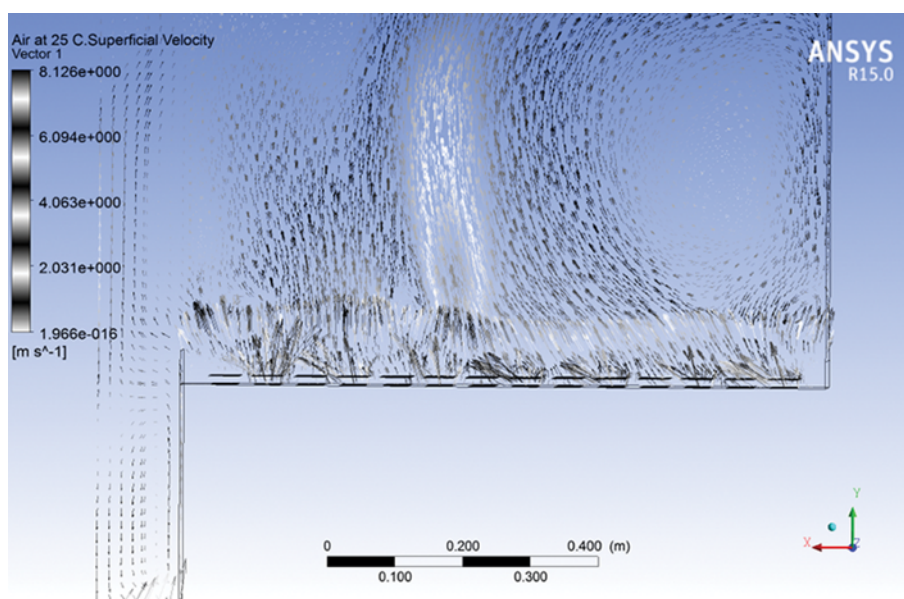 Air at 25 C.Superficial Velocity
Vector 1
8.126e+000
6.094e+000
4.063e+000
2.031e+000
1.966e-016
[m s^-1]
ANSYS
R15.0
Y
X
Z
0 0.200 0.400 (m)
0.100 0.300